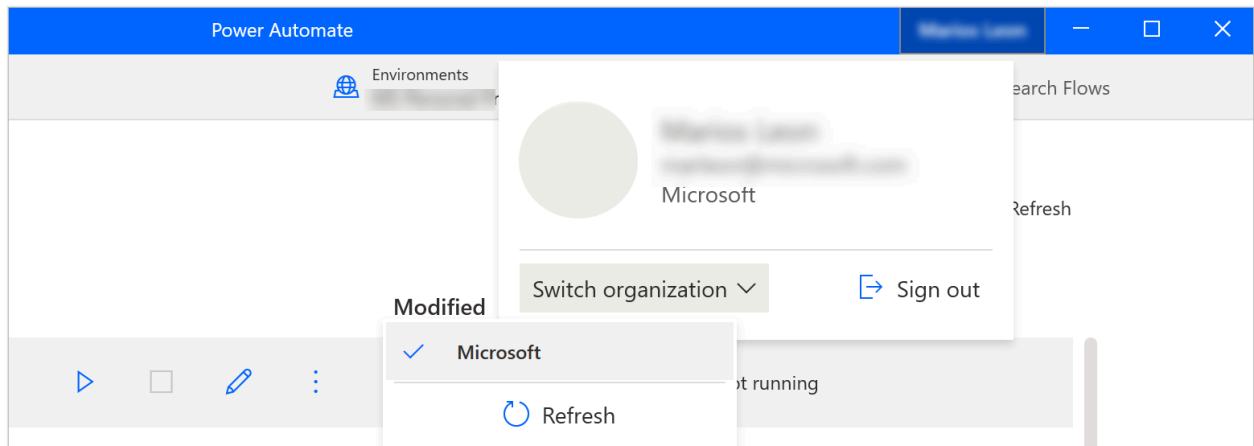 Power Automate
Environments
earch Flows
Microsoft
Refresh
Switch organization
Sign out
Modified
Microsoft
ot running
Refresh